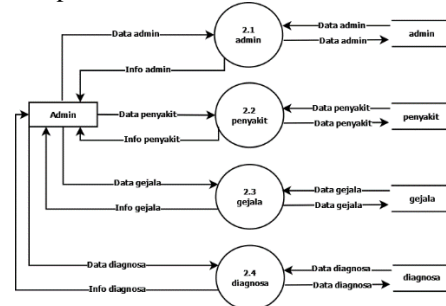 Data admin
2.1
admin
Data admin
Data admin
admin
Info admin
Admin
Data penyakit
2.2
penyakit
Data penyakit
Data penyakit
penyakit
Info penyakit
Data gejala
2.3
gejala
Data gejala
Data gejala
gejala
Info gejala
Data diagnosa
2.4
diagnosa
Data diagnosa
Data diagnosa
diagnosa
Info diagnosa